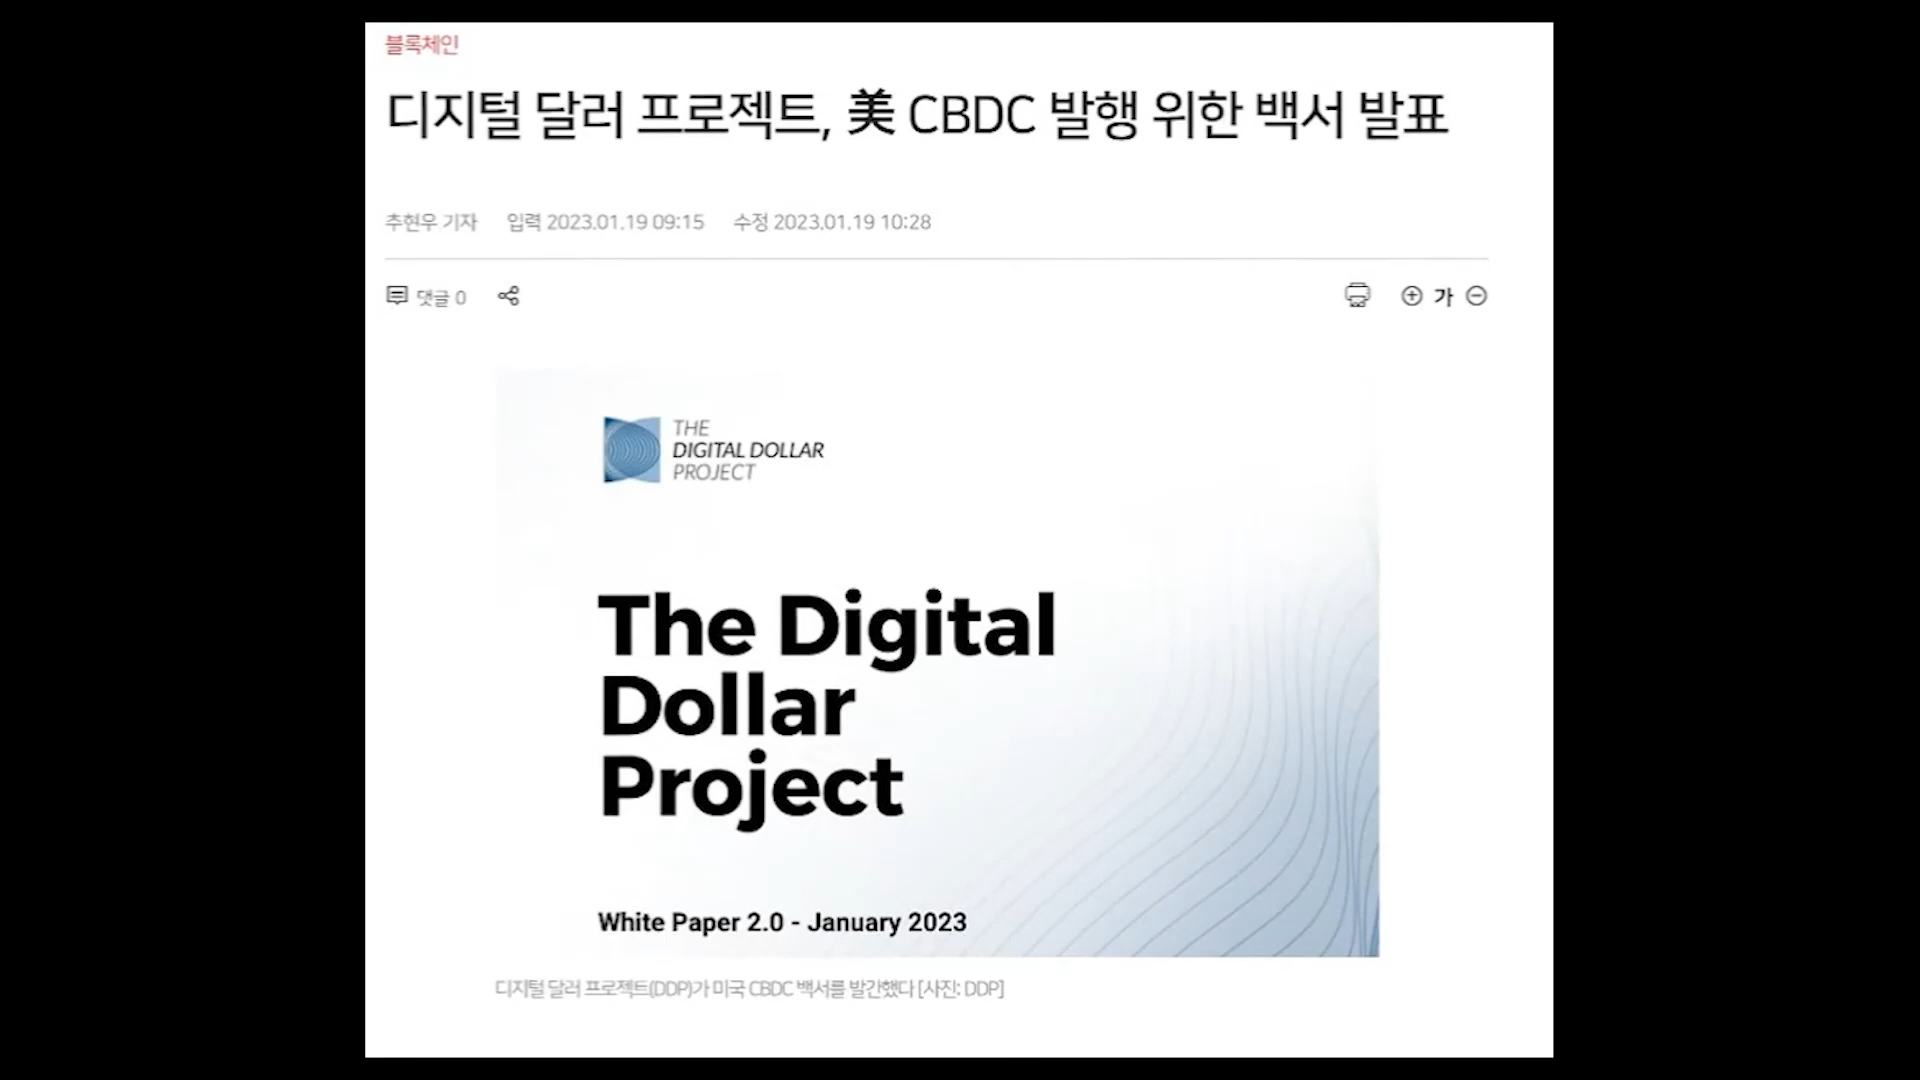 블록체인
디지털 달러 프로젝트, 美 CBDC 발행 위한 백서 발표
추현우 기자 입력 2023.01.19 09:15 수정 2023.01.19 10:28
댓글 0 가
THE
DIGITAL DOLLAR
PROJECT
The Digital
Dollar
Project
White Paper 2.0 - January 2023
디지털 달러 프로젝트(DDP)가 미국 CBDC 백서를 발간했다 [사진: DDP]